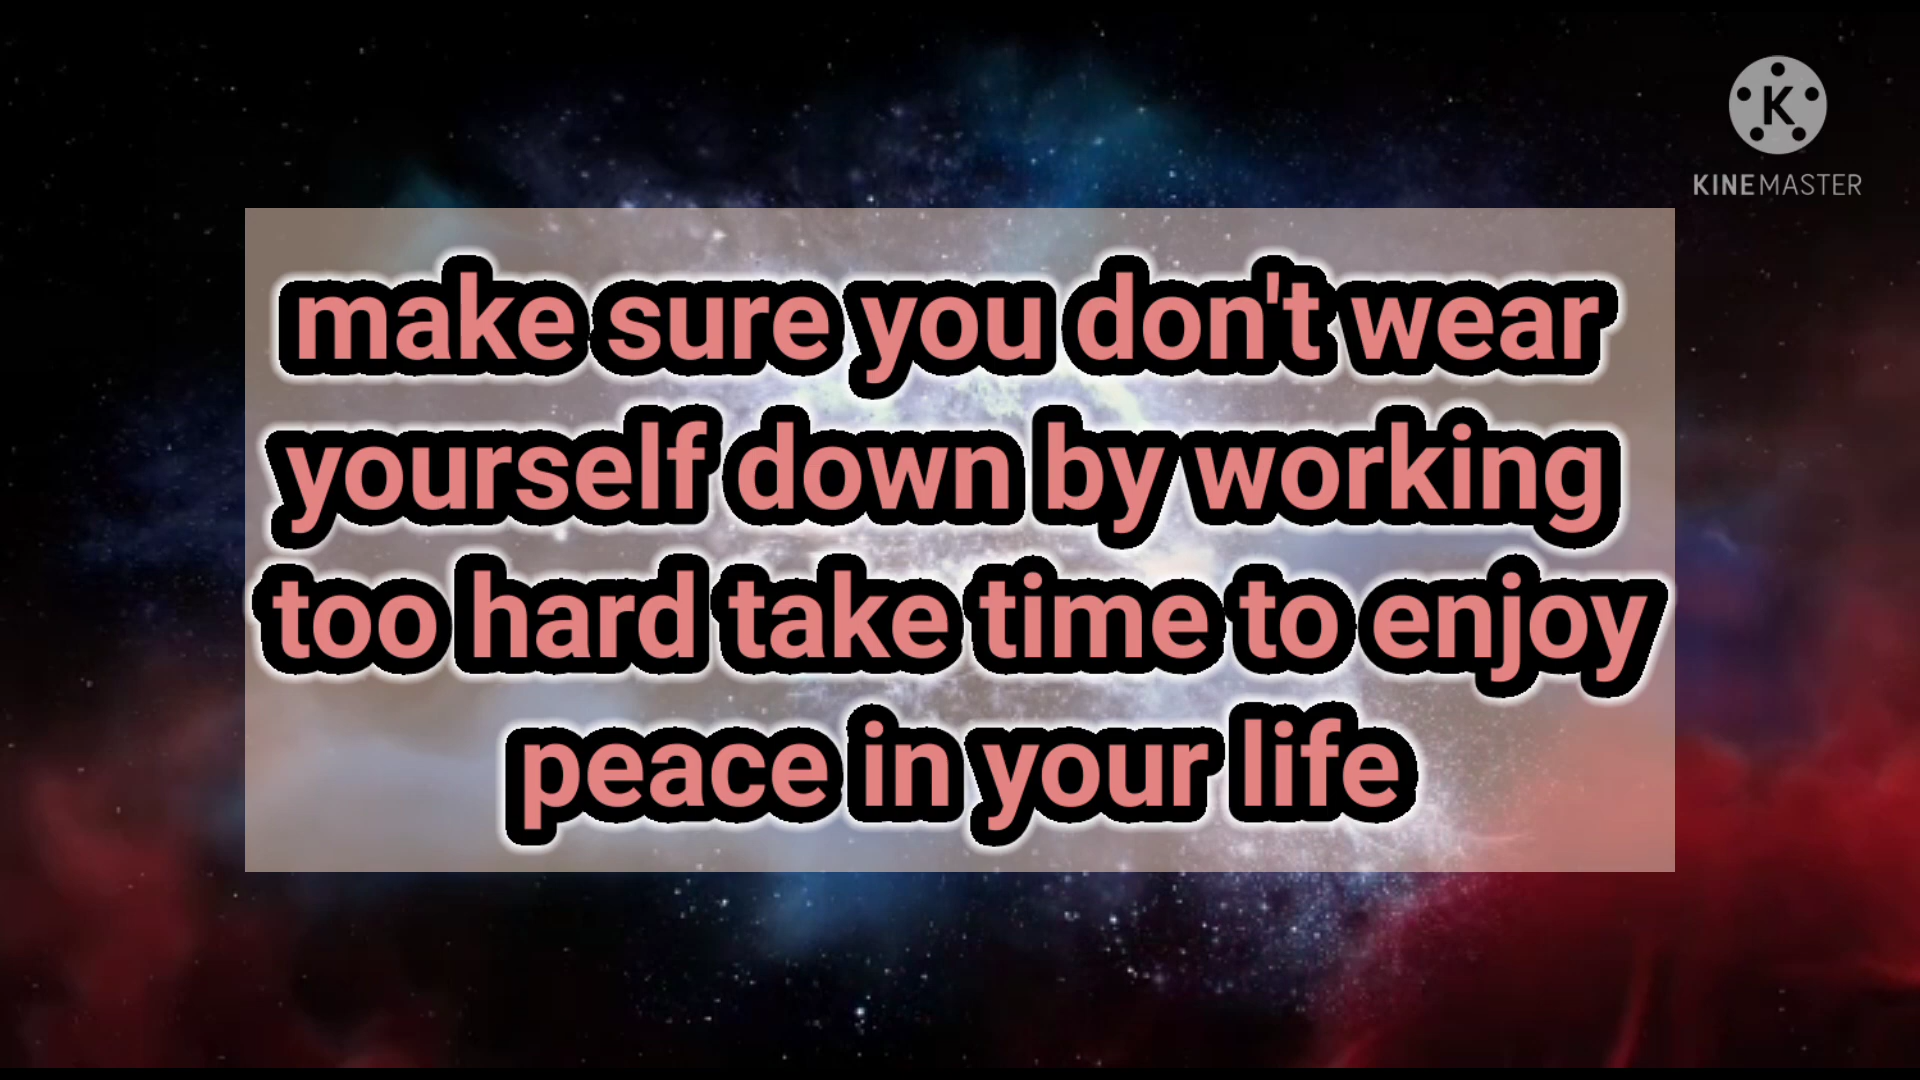 K
KINEMASTER
make sure you don't wear
yourself down by working
too hard take time to enjoy
peace in your life